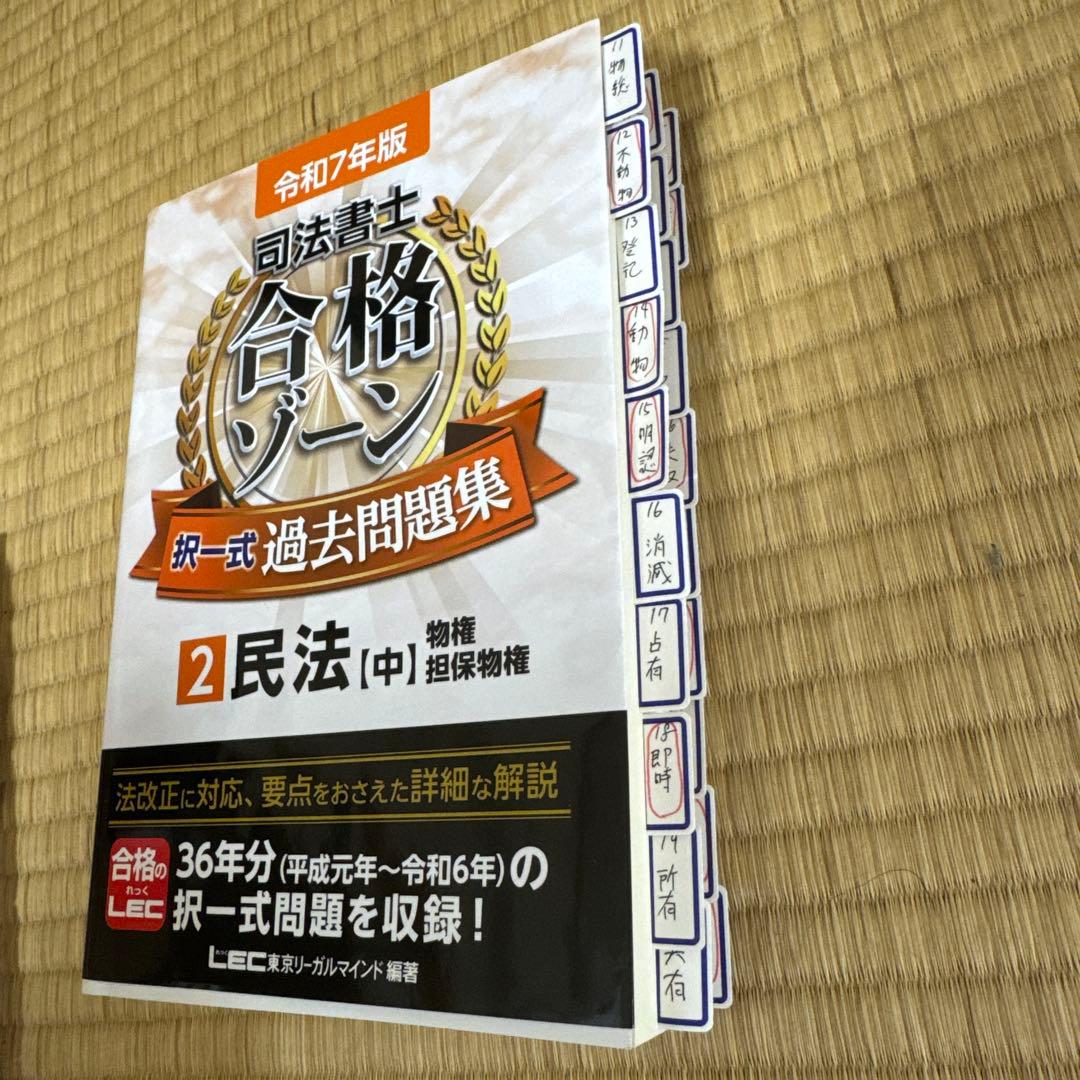 令和7年版
司法書士
合格
ゾーン
択一式 過去問題集
2 民法【中】 物権
担保物権
法改正に対応、要点をおさえた詳細な解説
合格の
れっく
LEC
36年分(平成元年~令和6年)の
択一式問題を収録!
れっく
LEC東京リーガルマインド 編著
11 物総
12 不動物
13 登記
14 動物
15 明認
16 消滅
17 占有
18 即時
19 所有
共有